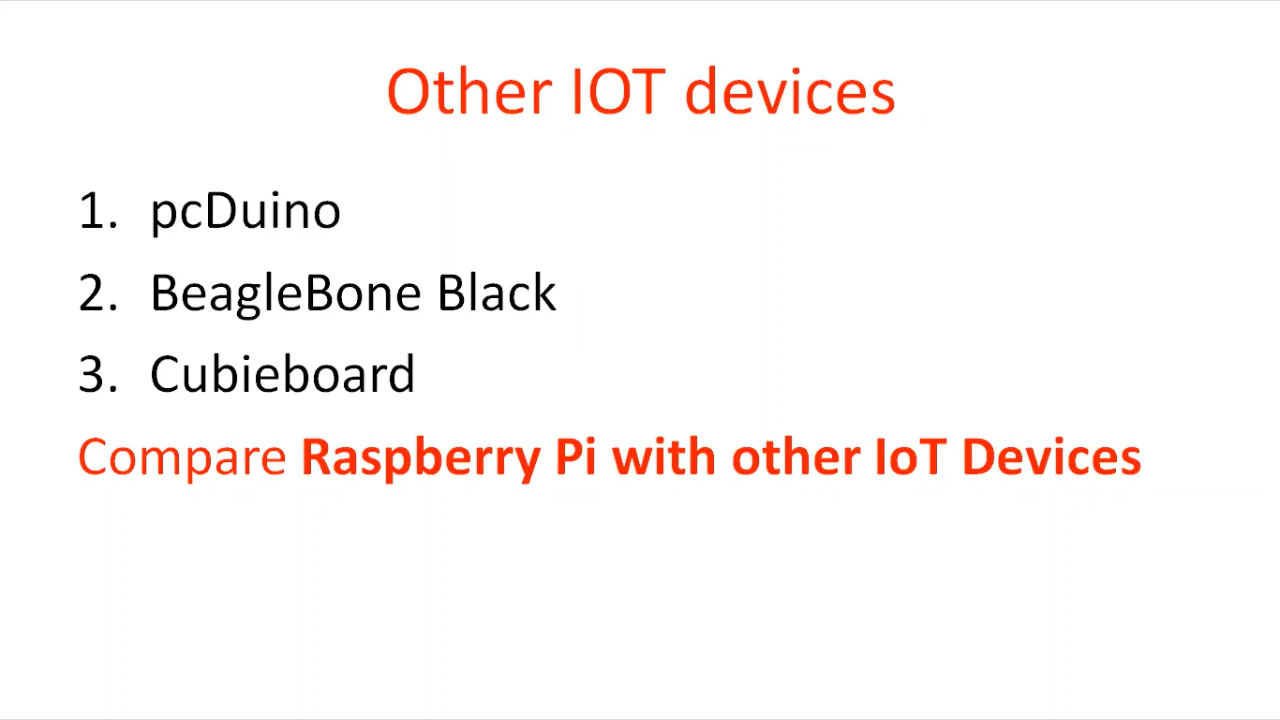 Other IOT devices
1. pcDuino
2. BeagleBone Black
3. Cubieboard
Compare Raspberry Pi with other IoT Devices